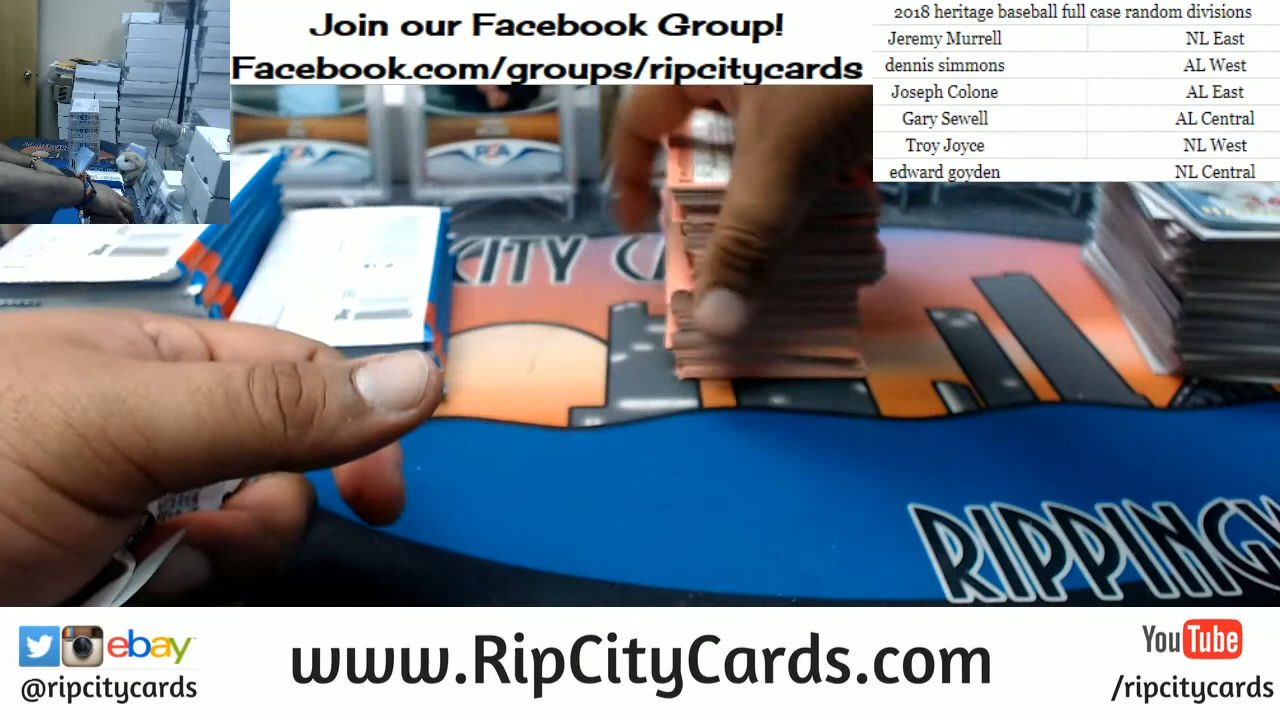 Join our Facebook Group!
Facebook.com/groups/ripcitycards
2018 heritage baseball full case random divisions
Jeremy Murrell NL East
dennis simmons AL West
Joseph Colone AL East
Gary Sewell AL Central
Troy Joyce NL West
edward goyden NL Central
CITY C
RIPPING
ebay
@ripcitycards
www.RipCityCards.com
YouTube
/ripcitycards